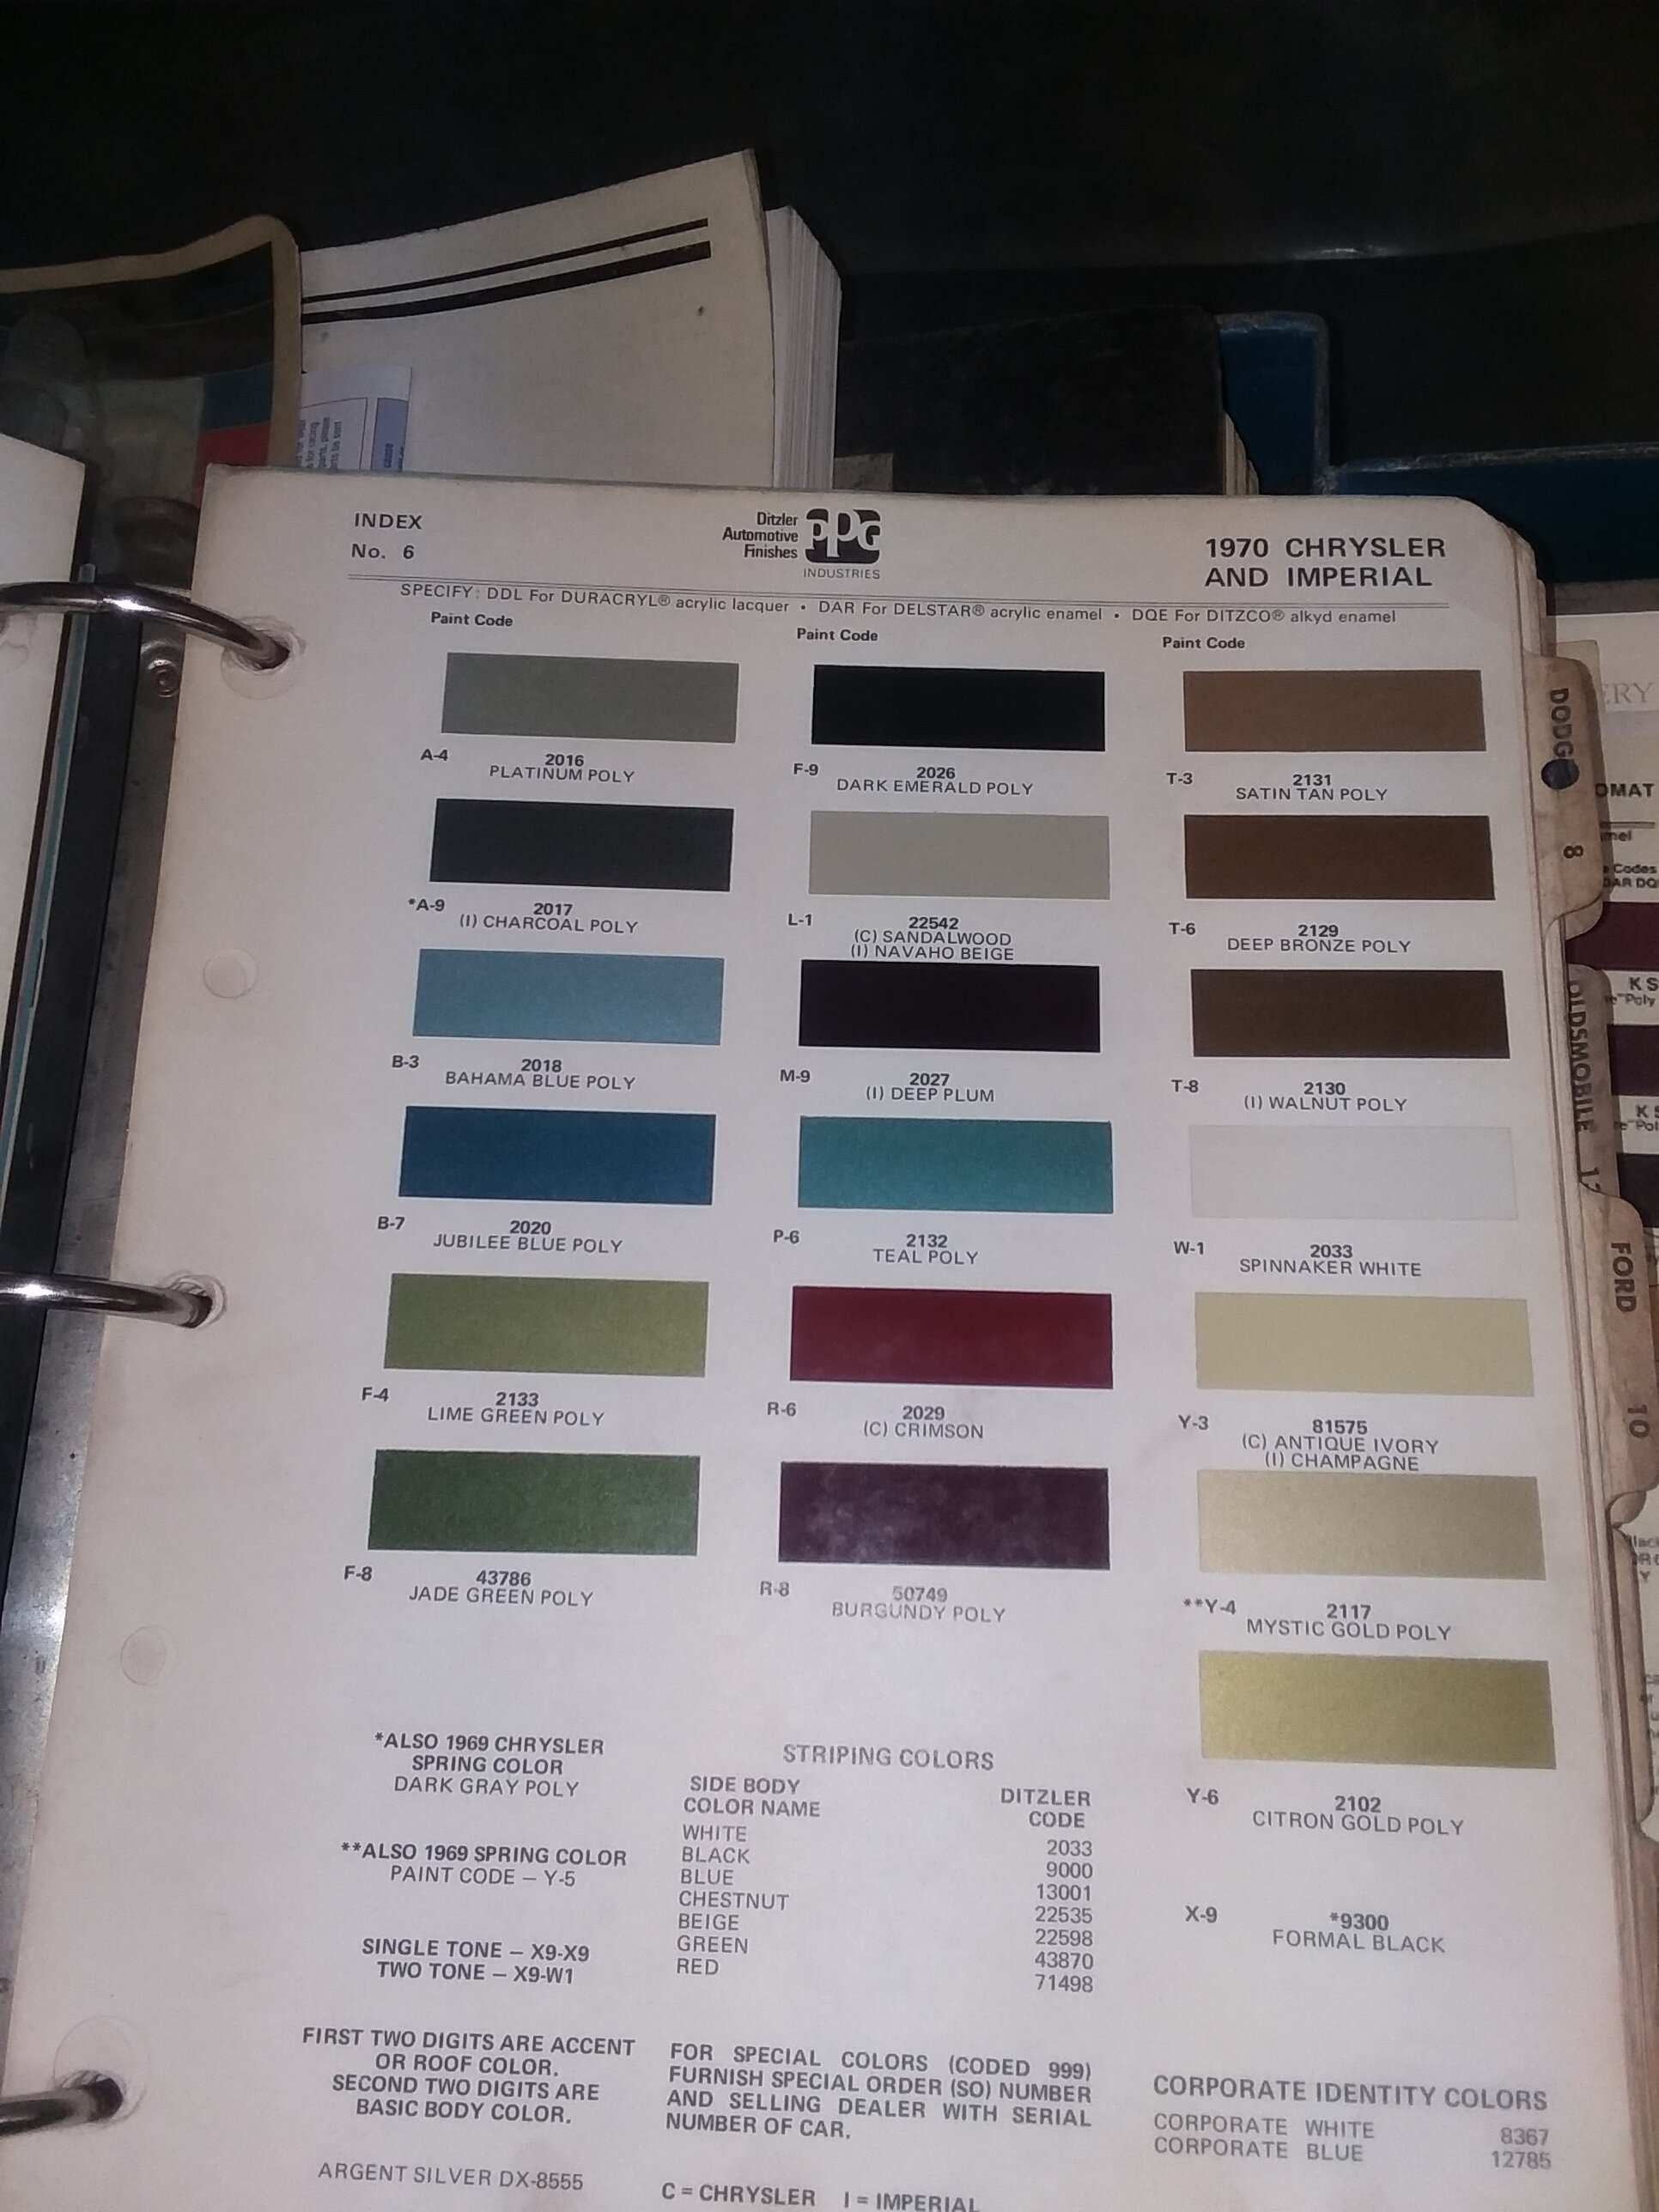 INDEX
No. 6
Ditzler
Automotive
Finishes
PPG
INDUSTRIES
1970 CHRYSLER
AND IMPERIAL
SPECIFY: DDL For DURACRYL® acrylic lacquer • DAR For DELSTAR® acrylic enamel • DQE For DITZCO® alkyd enamel
Paint Code
A-4 2016
PLATINUM POLY
*A-9 2017
(I) CHARCOAL POLY
B-3 2018
BAHAMA BLUE POLY
B-7 2020
JUBILEE BLUE POLY
F-4 2133
LIME GREEN POLY
F-8 43786
JADE GREEN POLY
Paint Code
F-9 2026
DARK EMERALD POLY
L-1 22542
(C) SANDALWOOD
(I) NAVAHO BEIGE
M-9 2027
(I) DEEP PLUM
P-6 2132
TEAL POLY
R-6 2029
(C) CRIMSON
R-8 50749
BURGUNDY POLY
Paint Code
T-3 2131
SATIN TAN POLY
T-6 2129
DEEP BRONZE POLY
T-8 2130
(I) WALNUT POLY
W-1 2033
SPINNAKER WHITE
Y-3 81575
(C) ANTIQUE IVORY
(I) CHAMPAGNE
**Y-4 2117
MYSTIC GOLD POLY
Y-6 2102
CITRON GOLD POLY
X-9 *9300
FORMAL BLACK
*ALSO 1969 CHRYSLER
SPRING COLOR
DARK GRAY POLY
**ALSO 1969 SPRING COLOR
PAINT CODE – Y-5
SINGLE TONE – X9-X9
TWO TONE – X9-W1
FIRST TWO DIGITS ARE ACCENT
OR ROOF COLOR.
SECOND TWO DIGITS ARE
BASIC BODY COLOR.
ARGENT SILVER DX-8555
STRIPING COLORS
SIDE BODY
COLOR NAME
DITZLER
CODE
WHITE 2033
BLACK 9000
BLUE 13001
CHESTNUT 22535
BEIGE 22598
GREEN 43870
RED 71498
FOR SPECIAL COLORS (CODED 999)
FURNISH SPECIAL ORDER (SO) NUMBER
AND SELLING DEALER WITH SERIAL
NUMBER OF CAR.
C = CHRYSLER I = IMPERIAL
CORPORATE IDENTITY COLORS
CORPORATE WHITE 8367
CORPORATE BLUE 12785
DODG
8
OLDSMOBILE
FORD
10
ERY
OMAT
Codes
DAR DQ
K S
Poly